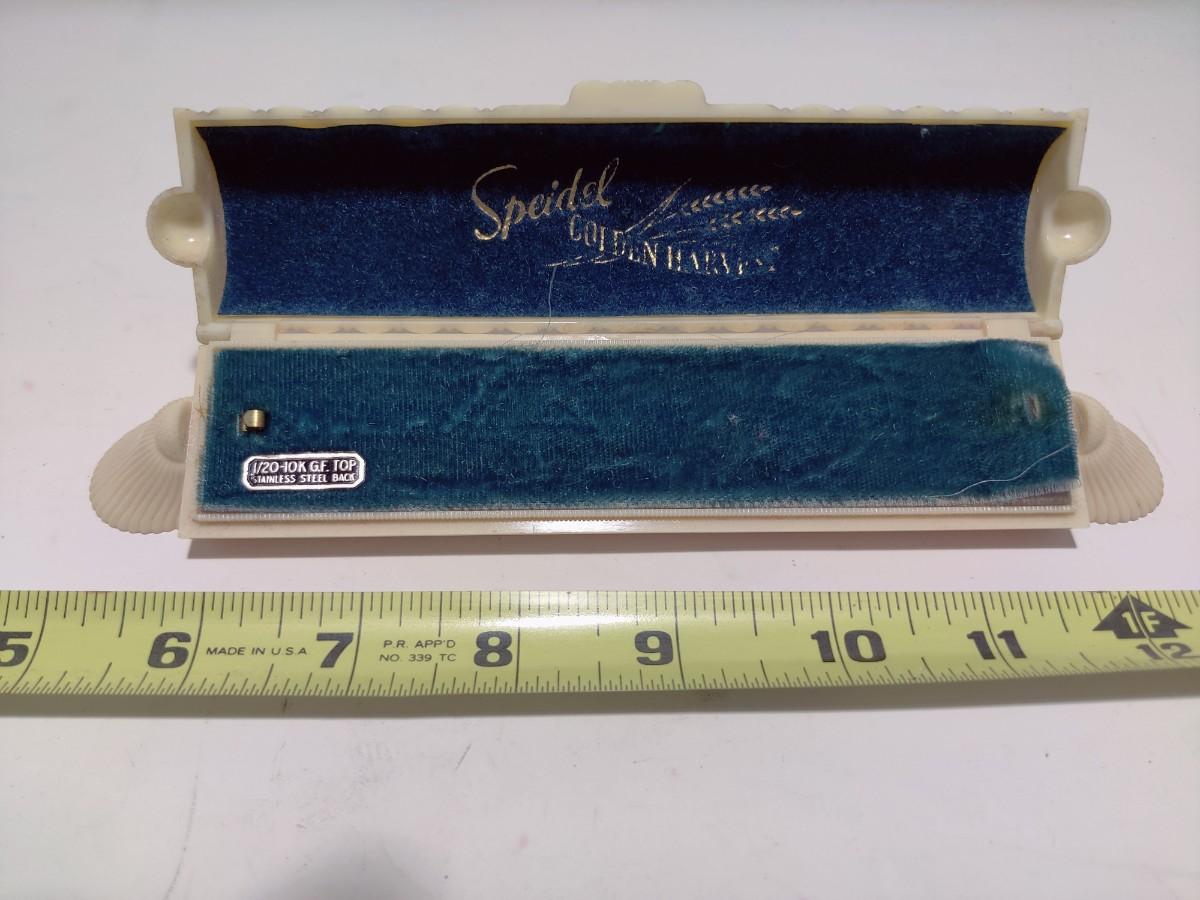 Speidel
GOLDEN HARVEST
1/20-10K G.F. TOP
STAINLESS STEEL BACK
5 6 MADE IN U.S.A. 7 P.R. APP'D NO. 339 TC 8 9 10 11 1F 12